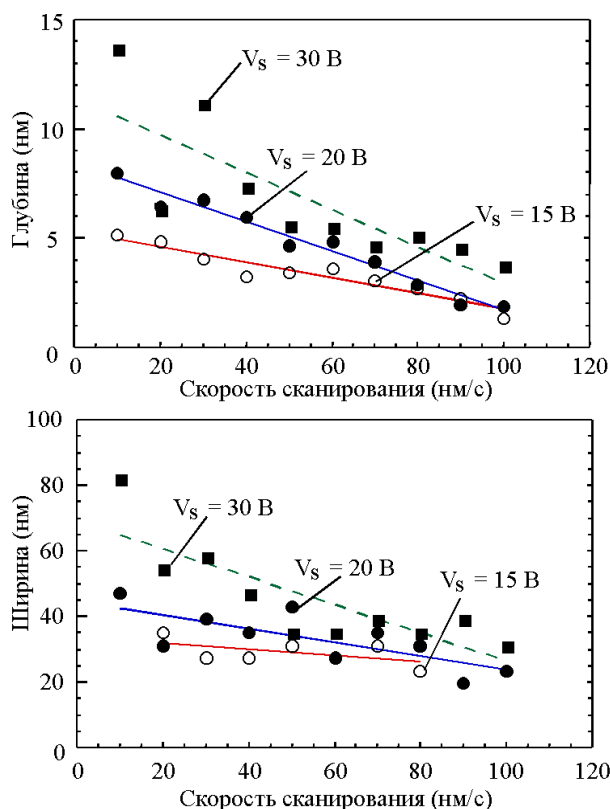 15
V_S = 30 В
10
V_S = 20 В
V_S = 15 В
Глубина (нм)
5
0
0 20 40 60 80 100 120
Скорость сканирования (нм/с)
100
80
V_S = 30 В
60
V_S = 20 В
V_S = 15 В
Ширина (нм)
40
20
0
0 20 40 60 80 100 120
Скорость сканирования (нм/с)